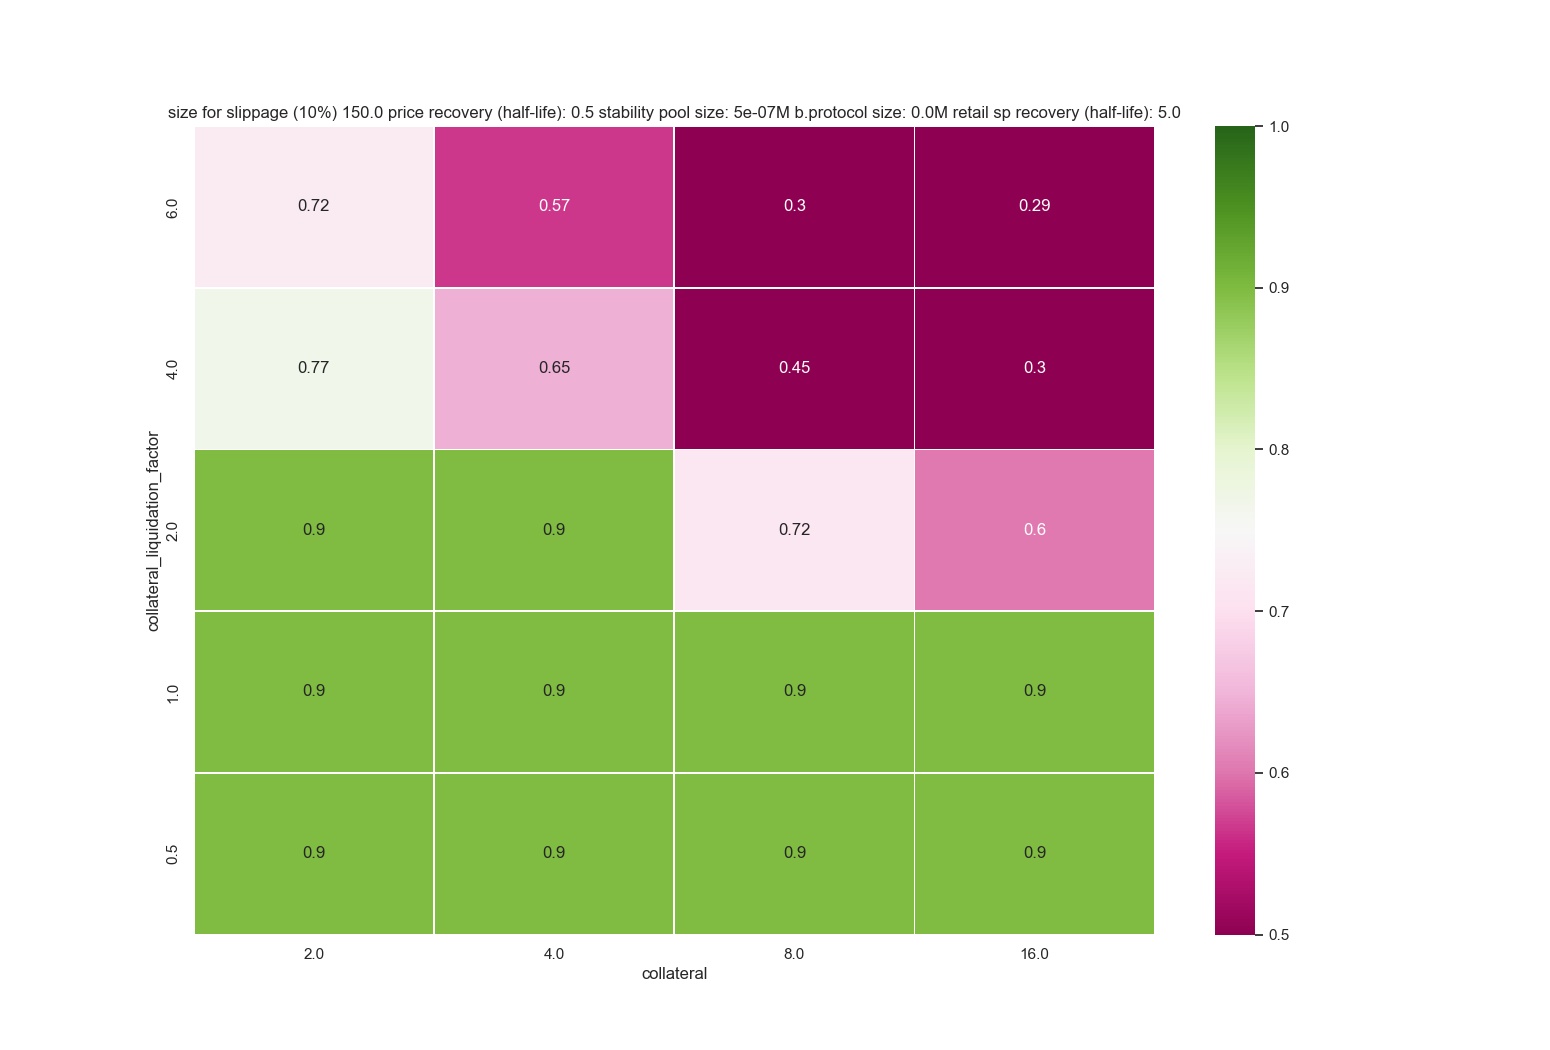 size for slippage (10%) 150.0 price recovery (half-life): 0.5 stability pool size: 5e-07M b.protocol size: 0.0M retail sp recovery (half-life): 5.0
collateral_liquidation_factor
6.0 0.72 0.57 0.3 0.29
4.0 0.77 0.65 0.45 0.3
2.0 0.9 0.9 0.72 0.6
1.0 0.9 0.9 0.9 0.9
0.5 0.9 0.9 0.9 0.9
2.0 4.0 8.0 16.0
collateral
1.0
0.9
0.8
0.7
0.6
0.5